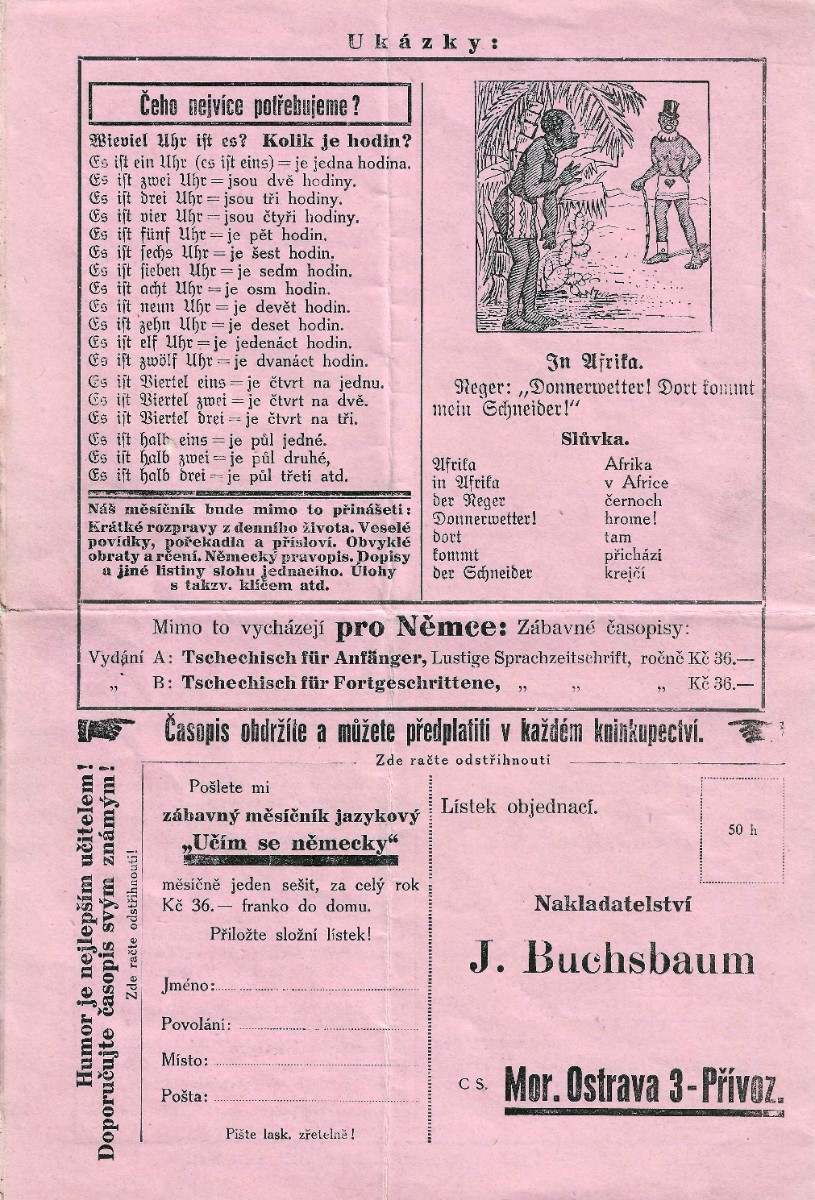 Ukázky:
Čeho nejvíce potřebujeme?
Wieviel Uhr ist es? Kolik je hodin?
Es ist ein Uhr (es ist eins) = je jedna hodina.
Es ist zwei Uhr = jsou dvě hodiny.
Es ist drei Uhr = jsou tři hodiny.
Es ist vier Uhr = jsou čtyři hodiny.
Es ist fünf Uhr = je pět hodin.
Es ist sechs Uhr = je šest hodin.
Es ist sieben Uhr = je sedm hodin.
Es ist acht Uhr = je osm hodin.
Es ist neun Uhr = je devět hodin.
Es ist zehn Uhr = je deset hodin.
Es ist elf Uhr = je jedenáct hodin.
Es ist zwölf Uhr = je dvanáct hodin.
Es ist Viertel eins = je čtvrt na jednu.
Es ist Viertel zwei = je čtvrt na dvě.
Es ist Viertel drei = je čtvrt na tři.
Es ist halb eins = je půl jedné.
Es ist halb zwei = je půl druhé,
Es ist halb drei = je půl třetí atd.
Náš měsíčník bude mimo to přinášeti:
Krátké rozpravy z denního života. Veselé
povídky, pořekadla a přísloví. Obvyklé
obraty a rčení. Německý pravopis. Dopisy
a jiné listiny slohu jednacího. Úlohy
s takzv. klíčem atd.
In Afrika.
Neger: „Donnerwetter! Dort kommt
mein Schneider!“
Slůvka.
Afrika Afrika
in Afrika v Africe
der Neger černoch
Donnerwetter! hrome!
dort tam
kommt přichází
der Schneider krejčí
Mimo to vycházejí pro Němce: Zábavné časopisy:
Vydání A: Tschechisch für Anfänger, Lustige Sprachzeitschrift, ročně Kč 36.—
„ B: Tschechisch für Fortgeschrittene, „ „ „ Kč 36.—
Časopis obdržíte a můžete předplatiti v každém kninkupectví.
Zde račte odstřihnouti
Humor je nejlepším učitelem!
Doporučujte časopis svým známým!
Zde račte odstřihnouti!
Pošlete mi
zábavný měsíčník jazykový
„Učím se německy“
měsíčně jeden sešit, za celý rok
Kč 36.— franko do domu.
Přiložte složní lístek!
Jméno:
Povolání:
Místo:
Pošta:
Pište lask. zřetelně!
Lístek objednací.
50 h
Nakladatelství
J. Buchsbaum
Č S. Mor. Ostrava 3-Přívoz.